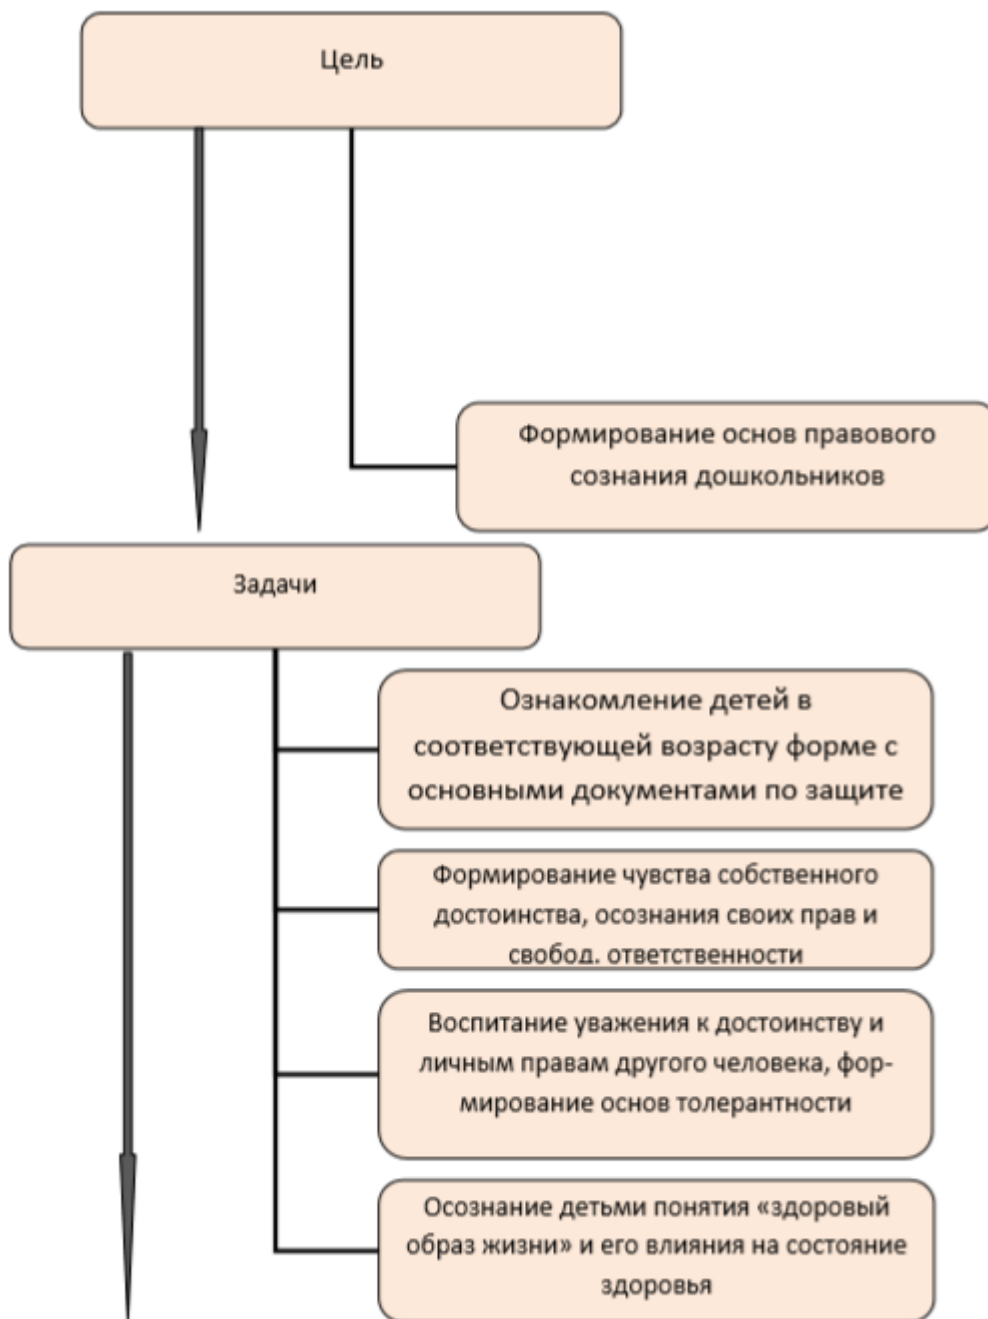 Цель
Формирование основ правового
сознания дошкольников
Задачи
Ознакомление детей в
соответствующей возрасту форме с
основными документами по защите
Формирование чувства собственного
достоинства, осознания своих прав и
свобод. ответственности
Воспитание уважения к достоинству и
личным правам другого человека, фор-
мирование основ толерантности
Осознание детьми понятия «здоровый
образ жизни» и его влияния на состояние
здоровья